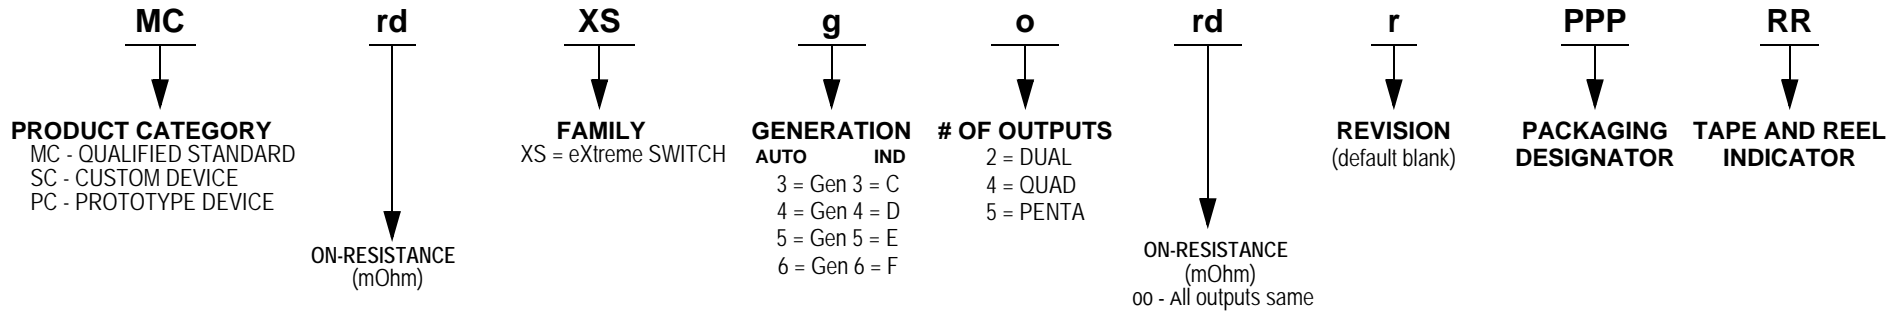 MC rd XS g o rd r PPP RR
PRODUCT CATEGORY
MC - QUALIFIED STANDARD
SC - CUSTOM DEVICE
PC - PROTOTYPE DEVICE
ON-RESISTANCE
(mOhm)
FAMILY
XS = eXtreme SWITCH
GENERATION
AUTO IND
3 = Gen 3 = C
4 = Gen 4 = D
5 = Gen 5 = E
6 = Gen 6 = F
# OF OUTPUTS
2 = DUAL
4 = QUAD
5 = PENTA
ON-RESISTANCE
(mOhm)
00 - All outputs same
REVISION
(default blank)
PACKAGING
DESIGNATOR
TAPE AND REEL
INDICATOR